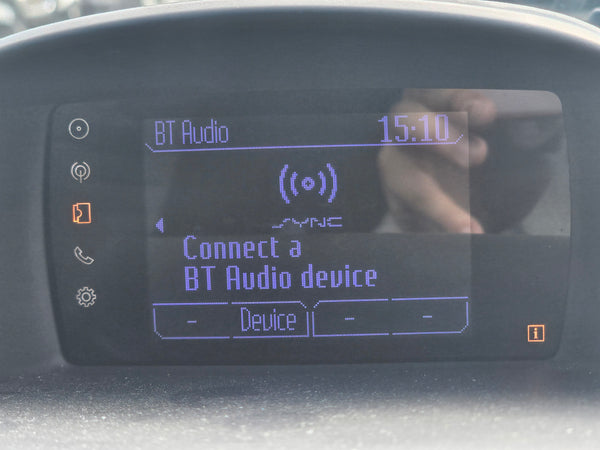 BT Audio 15:10
SYNC
Connect a
BT Audio device
- Device - -
i